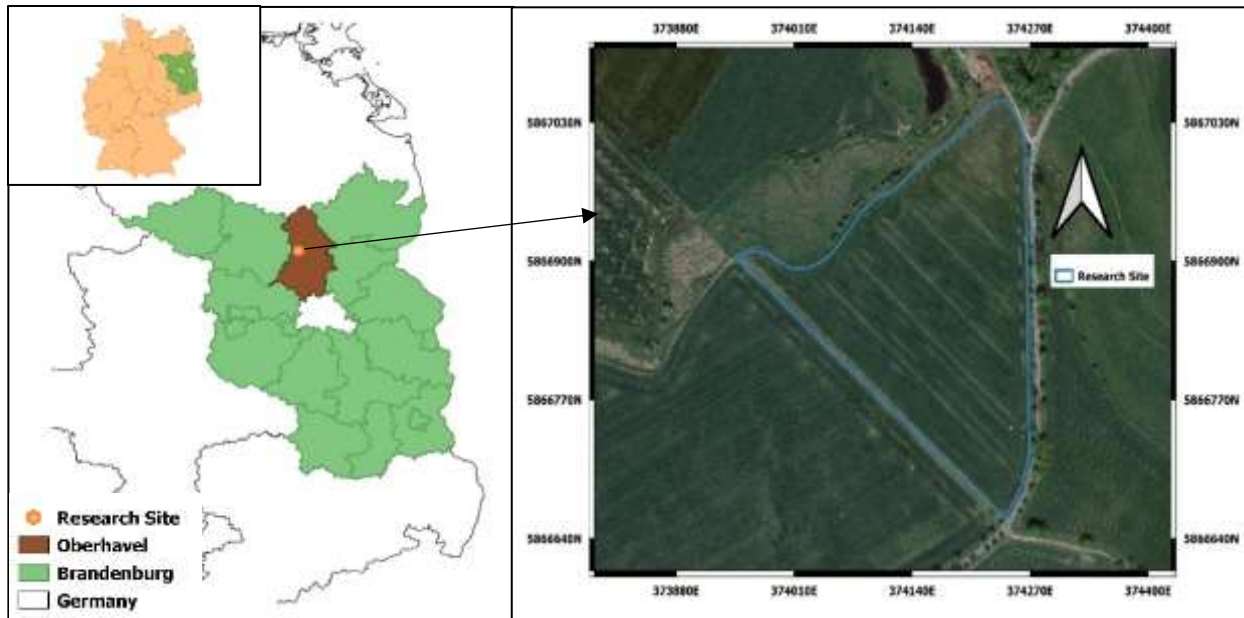 Research Site
Oberhavel
Brandenburg
Germany
373880E 374010E 374140E 374270E 374400E
5867030N 5867030N
5866900N 5866900N
Research Site
5866770N 5866770N
5866640N 5866640N
373880E 374010E 374140E 374270E 374400E